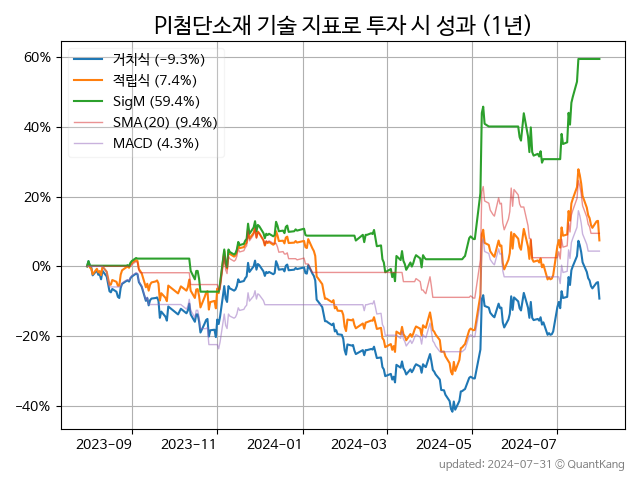 PI첨단소재 기술 지표로 투자 시 성과 (1년)
거치식 (−9.3%)
적립식 (7.4%)
SigM (59.4%)
SMA(20) (9.4%)
MACD (4.3%)
60%
40%
20%
0%
−20%
−40%
2023−09 2023−11 2024−01 2024−03 2024−05 2024−07
updated: 2024-07-31 © QuantKang